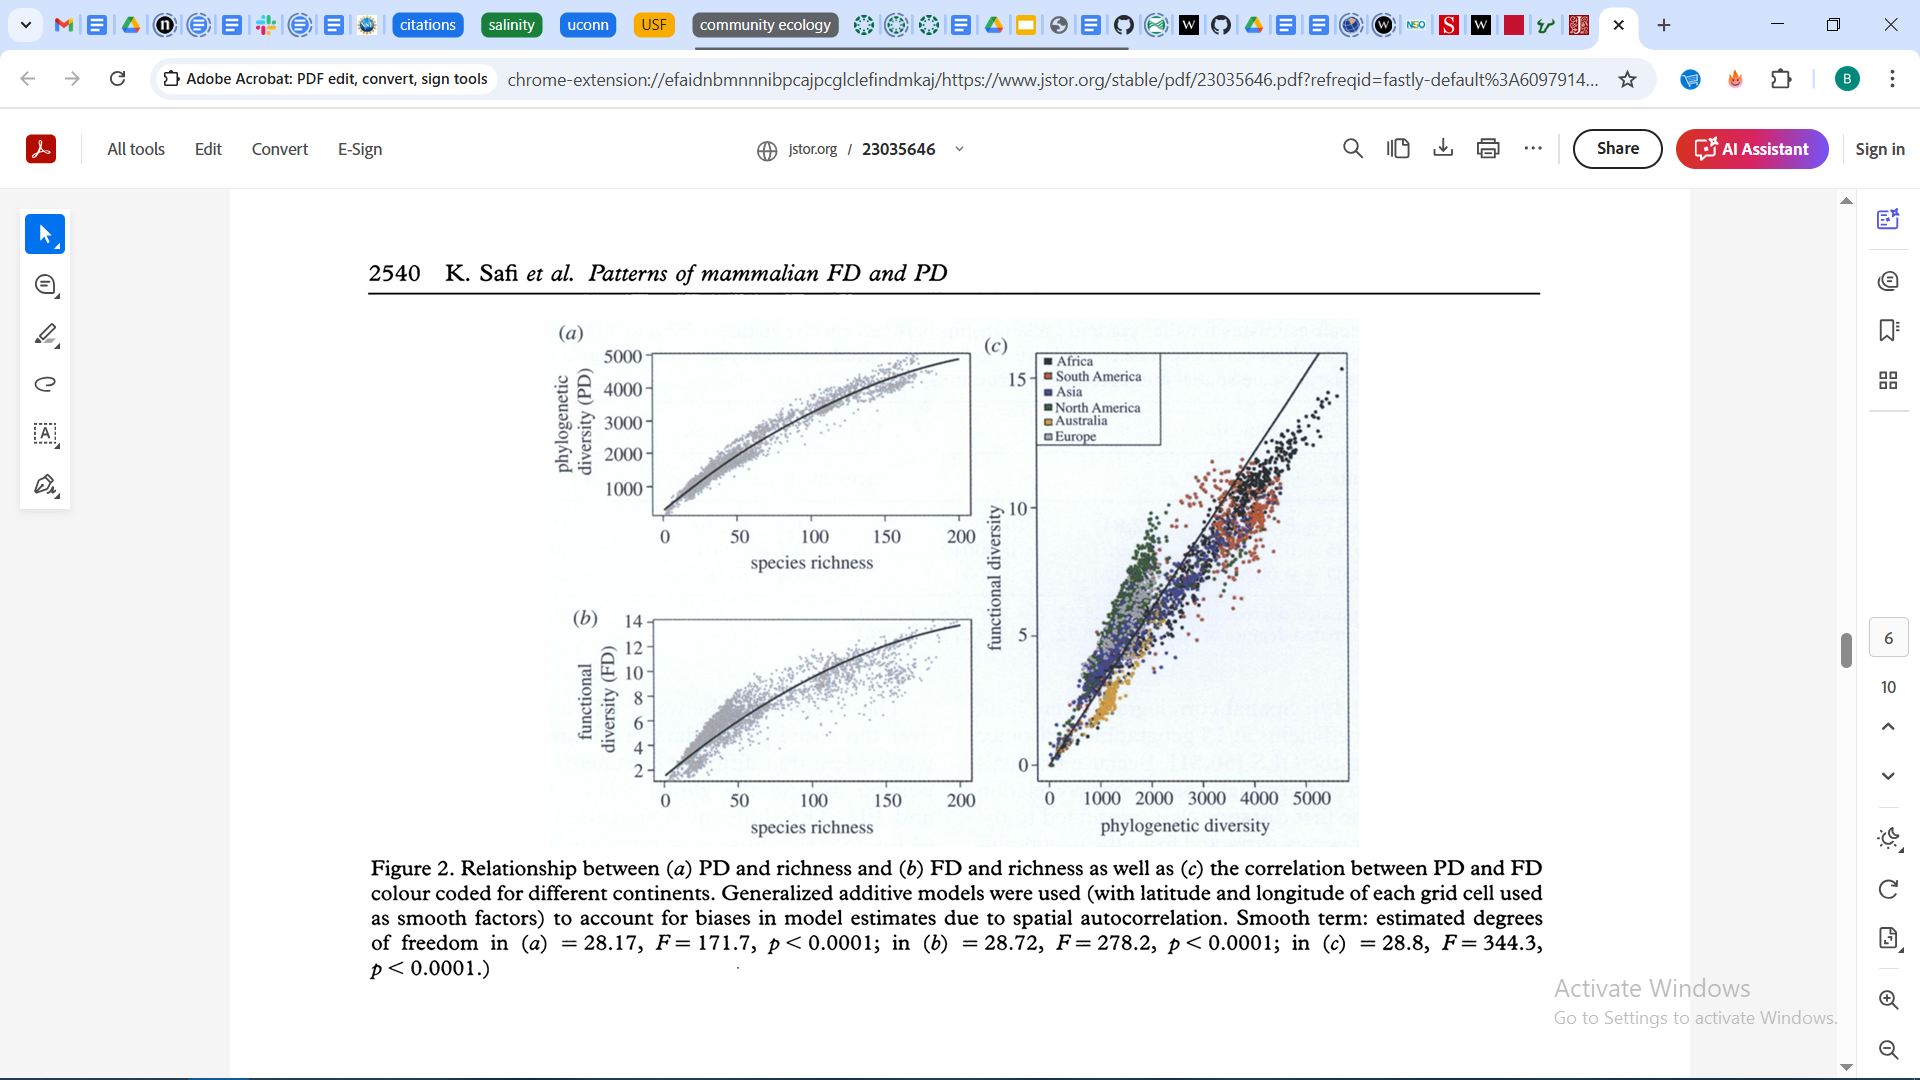 citations
salinity
uconn
USF
community ecology
NSO
Adobe Acrobat: PDF edit, convert, sign tools
chrome-extension://efaidnbmnnnibpcajpcglclefindmkaj/https://www.jstor.org/stable/pdf/23035646.pdf?refreqid=fastly-default%3A6097914...
B
All tools
Edit
Convert
E-Sign
jstor.org / 23035646
Share
AI Assistant
Sign in
2540 K. Safi et al. Patterns of mammalian FD and PD
(a)
phylogenetic
diversity (PD)
5000
4000
3000
2000
1000
0 50 100 150 200
species richness
(b)
functional
diversity (FD)
14
12
10
8
6
4
2
0 50 100 150 200
species richness
(c)
Africa
South America
Asia
North America
Australia
Europe
functional diversity
15
10
5
0
0 1000 2000 3000 4000 5000
phylogenetic diversity
Figure 2. Relationship between (a) PD and richness and (b) FD and richness as well as (c) the correlation between PD and FD
colour coded for different continents. Generalized additive models were used (with latitude and longitude of each grid cell used
as smooth factors) to account for biases in model estimates due to spatial autocorrelation. Smooth term: estimated degrees
of freedom in (a) = 28.17, F = 171.7, p < 0.0001; in (b) = 28.72, F = 278.2, p < 0.0001; in (c) = 28.8, F = 344.3,
p < 0.0001.)
6
10
Activate Windows
Go to Settings to activate Windows.